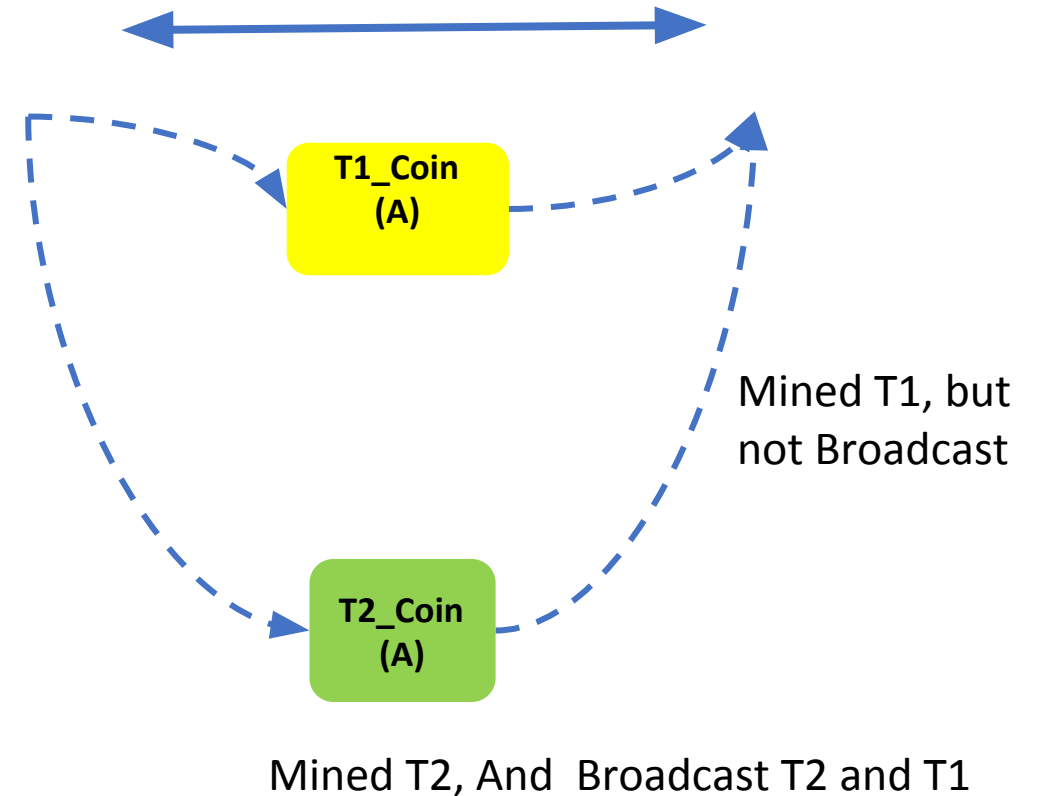 T1_Coin
(A)
Mined T1, but
not Broadcast
T2_Coin
(A)
Mined T2, And  Broadcast T2 and T1